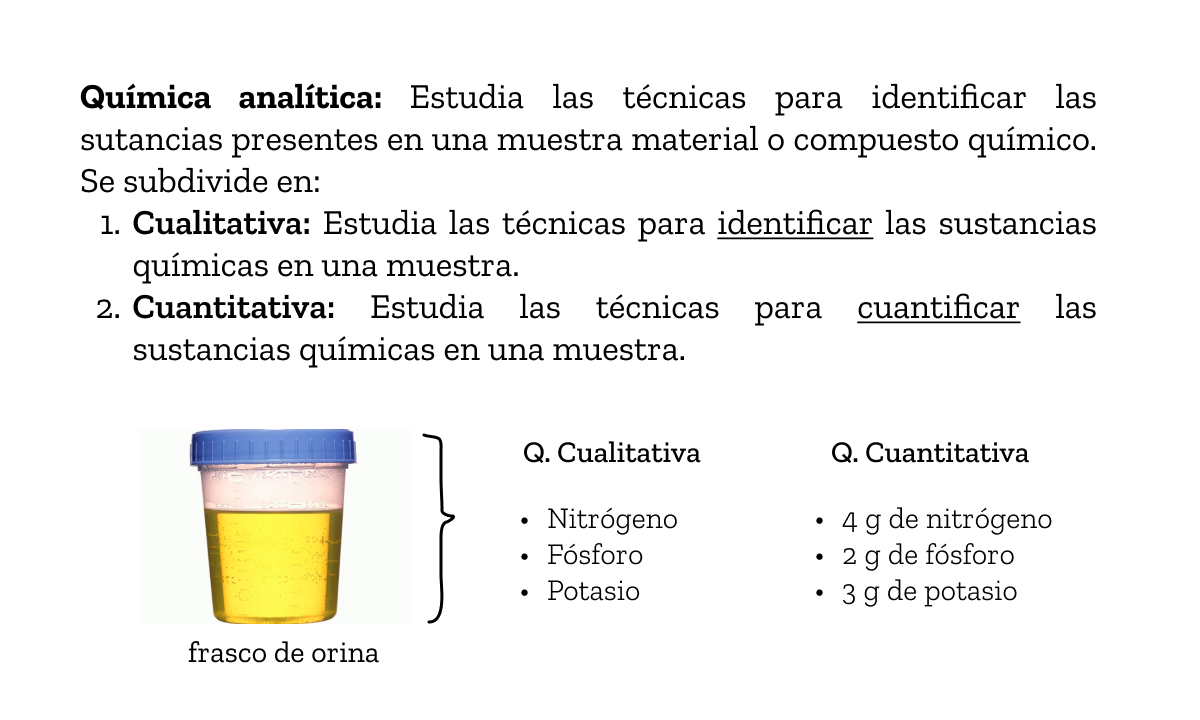 Química analítica: Estudia las técnicas para identificar las
sutancias presentes en una muestra material o compuesto químico.
Se subdivide en:
1. Cualitativa: Estudia las técnicas para identificar las sustancias
químicas en una muestra.
2. Cuantitativa: Estudia las técnicas para cuantificar las
sustancias químicas en una muestra.
Q. Cualitativa
• Nitrógeno
• Fósforo
• Potasio
Q. Cuantitativa
• 4 g de nitrógeno
• 2 g de fósforo
• 3 g de potasio
frasco de orina